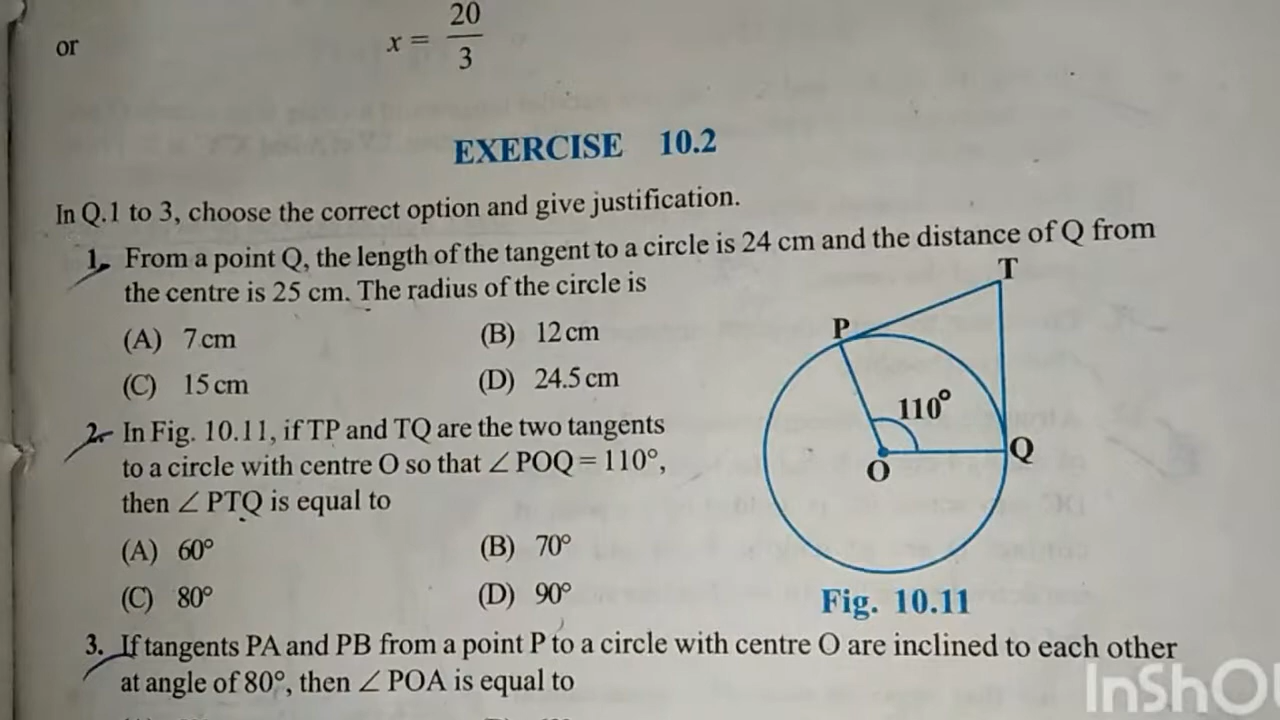 or x = 20/3
EXERCISE 10.2
In Q.1 to 3, choose the correct option and give justification.
1. From a point Q, the length of the tangent to a circle is 24 cm and the distance of Q from
the centre is 25 cm. The radius of the circle is
(A) 7 cm (B) 12 cm
(C) 15 cm (D) 24.5 cm
2. In Fig. 10.11, if TP and TQ are the two tangents
to a circle with centre O so that ∠ POQ = 110°,
then ∠ PTQ is equal to
(A) 60° (B) 70°
(C) 80° (D) 90°
T
P
110°
O
Q
Fig. 10.11
3. If tangents PA and PB from a point P to a circle with centre O are inclined to each other
at angle of 80°, then ∠ POA is equal to